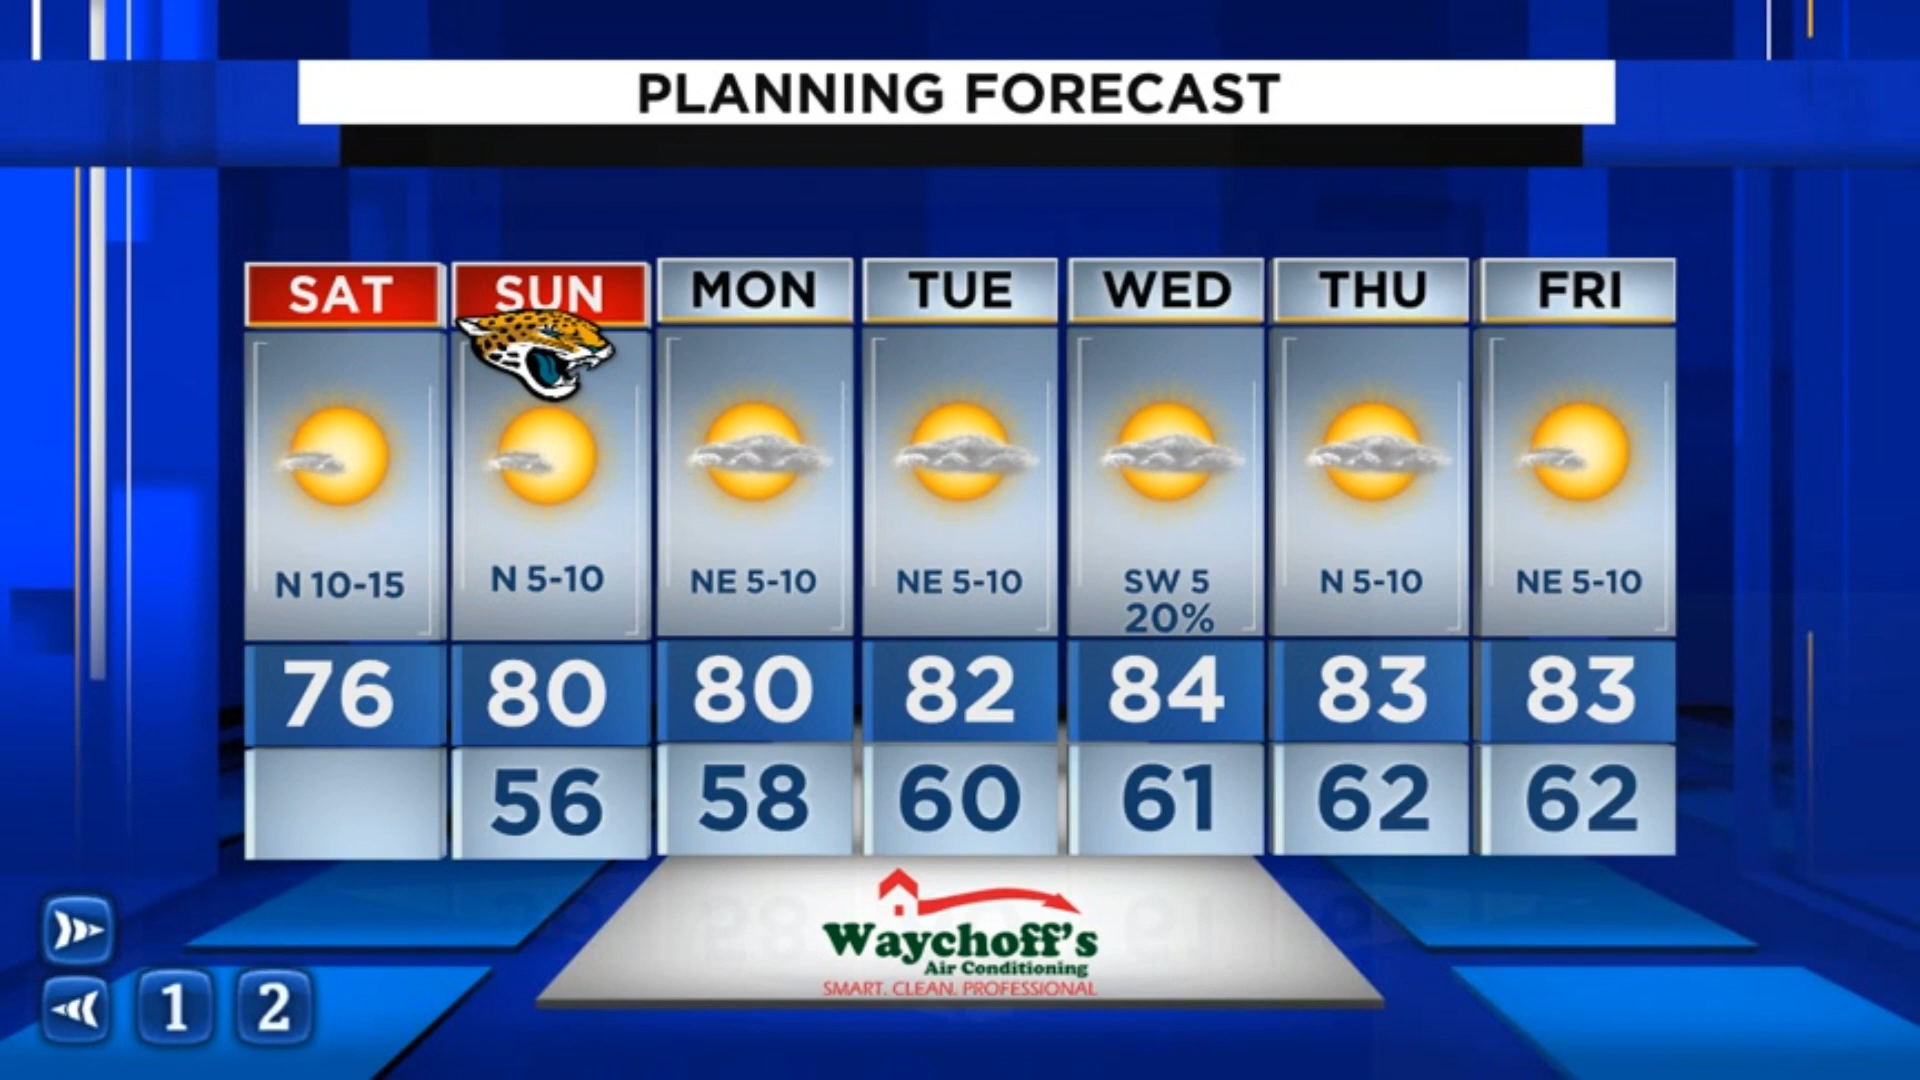 PLANNING FORECAST
SAT SUN MON TUE WED THU FRI
N 10-15 N 5-10 NE 5-10 NE 5-10 SW 5 N 5-10 NE 5-10
20%
76 80 80 82 84 83 83
56 58 60 61 62 62
Waychoff's
Air Conditioning
SMART. CLEAN. PROFESSIONAL
1 2